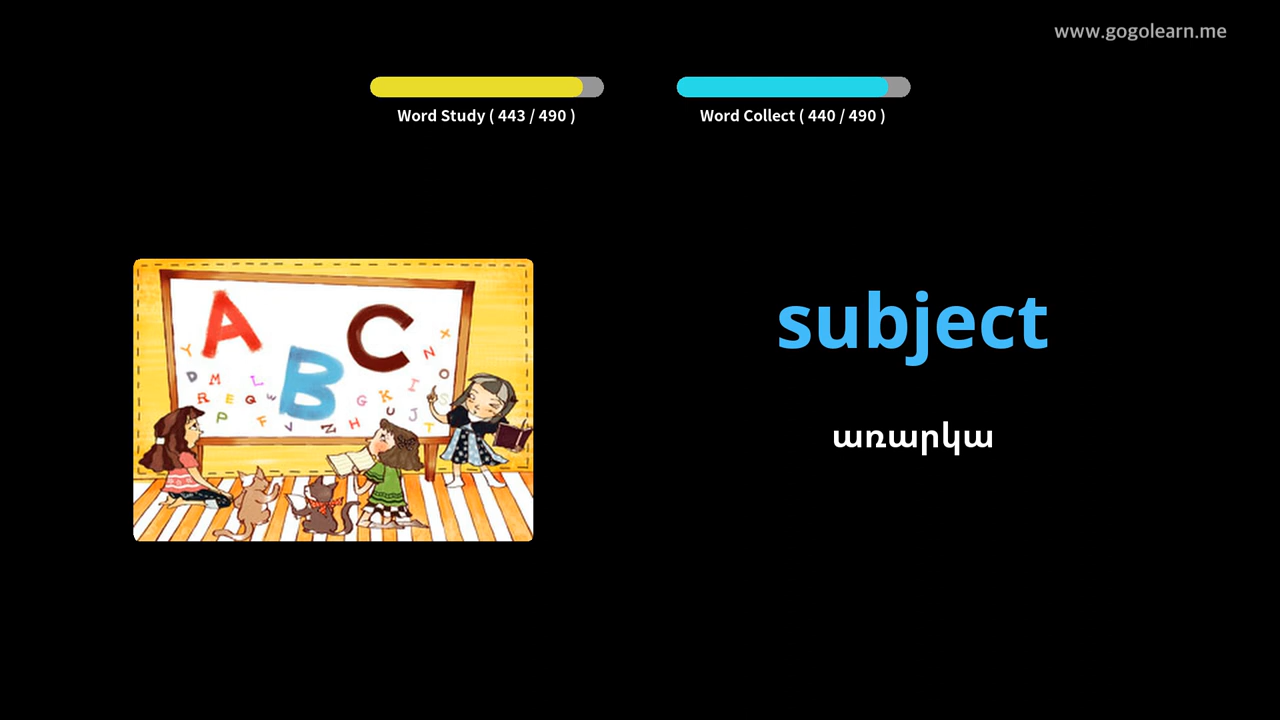 www.gogolearn.me
Word Study ( 443 / 490 )
Word Collect ( 440 / 490 )
A
B
C
Y
X
N
D
M
L
O
R
E
Q
W
G
K
I
P
F
V
Z
H
U
J
T
S
subject
առարկա